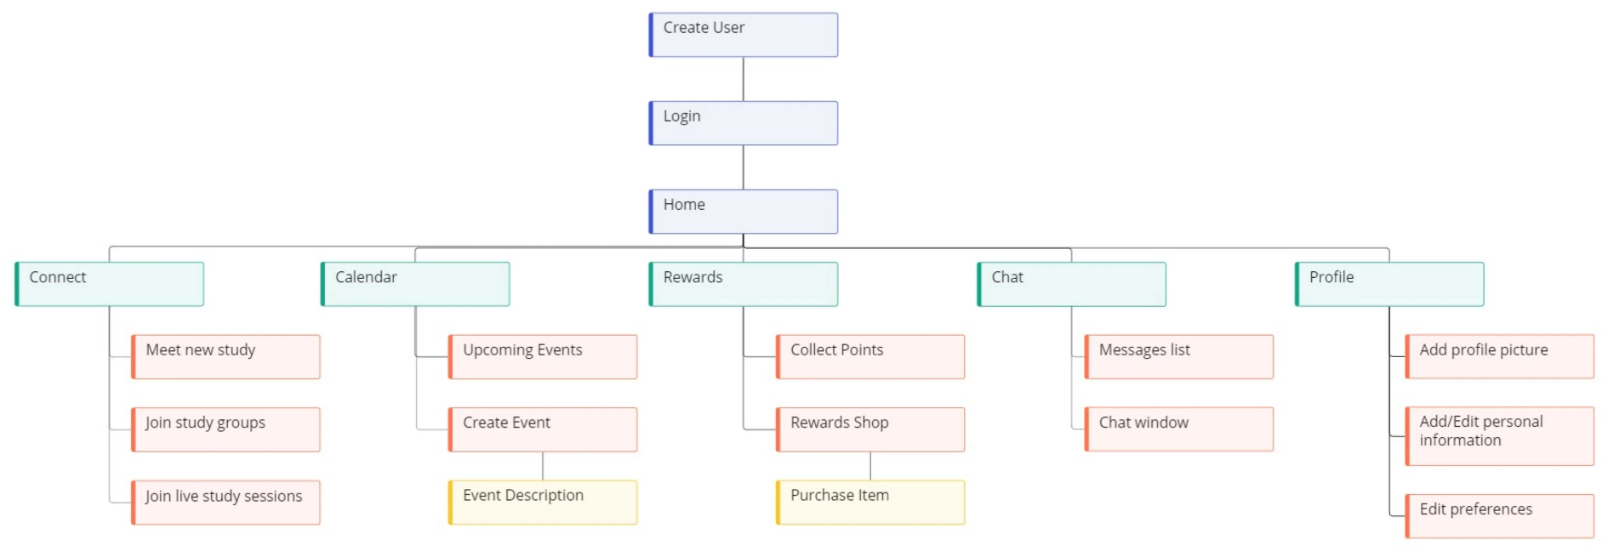 Create User
Login
Home
Connect
Calendar
Rewards
Chat
Profile
Meet new study
Upcoming Events
Collect Points
Messages list
Add profile picture
Join study groups
Create Event
Rewards Shop
Chat window
Add/Edit personal
information
Join live study sessions
Event Description
Purchase Item
Edit preferences